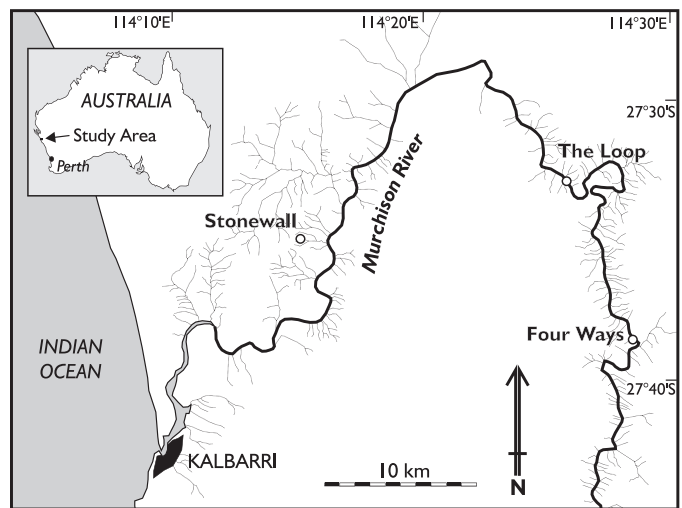 114°10'E
114°20'E
114°30'E
AUSTRALIA
Study Area
Perth
27°30'S
The Loop
Stonewall
Murchison River
Four Ways
INDIAN
OCEAN
27°40'S
KALBARRI
10 km
N